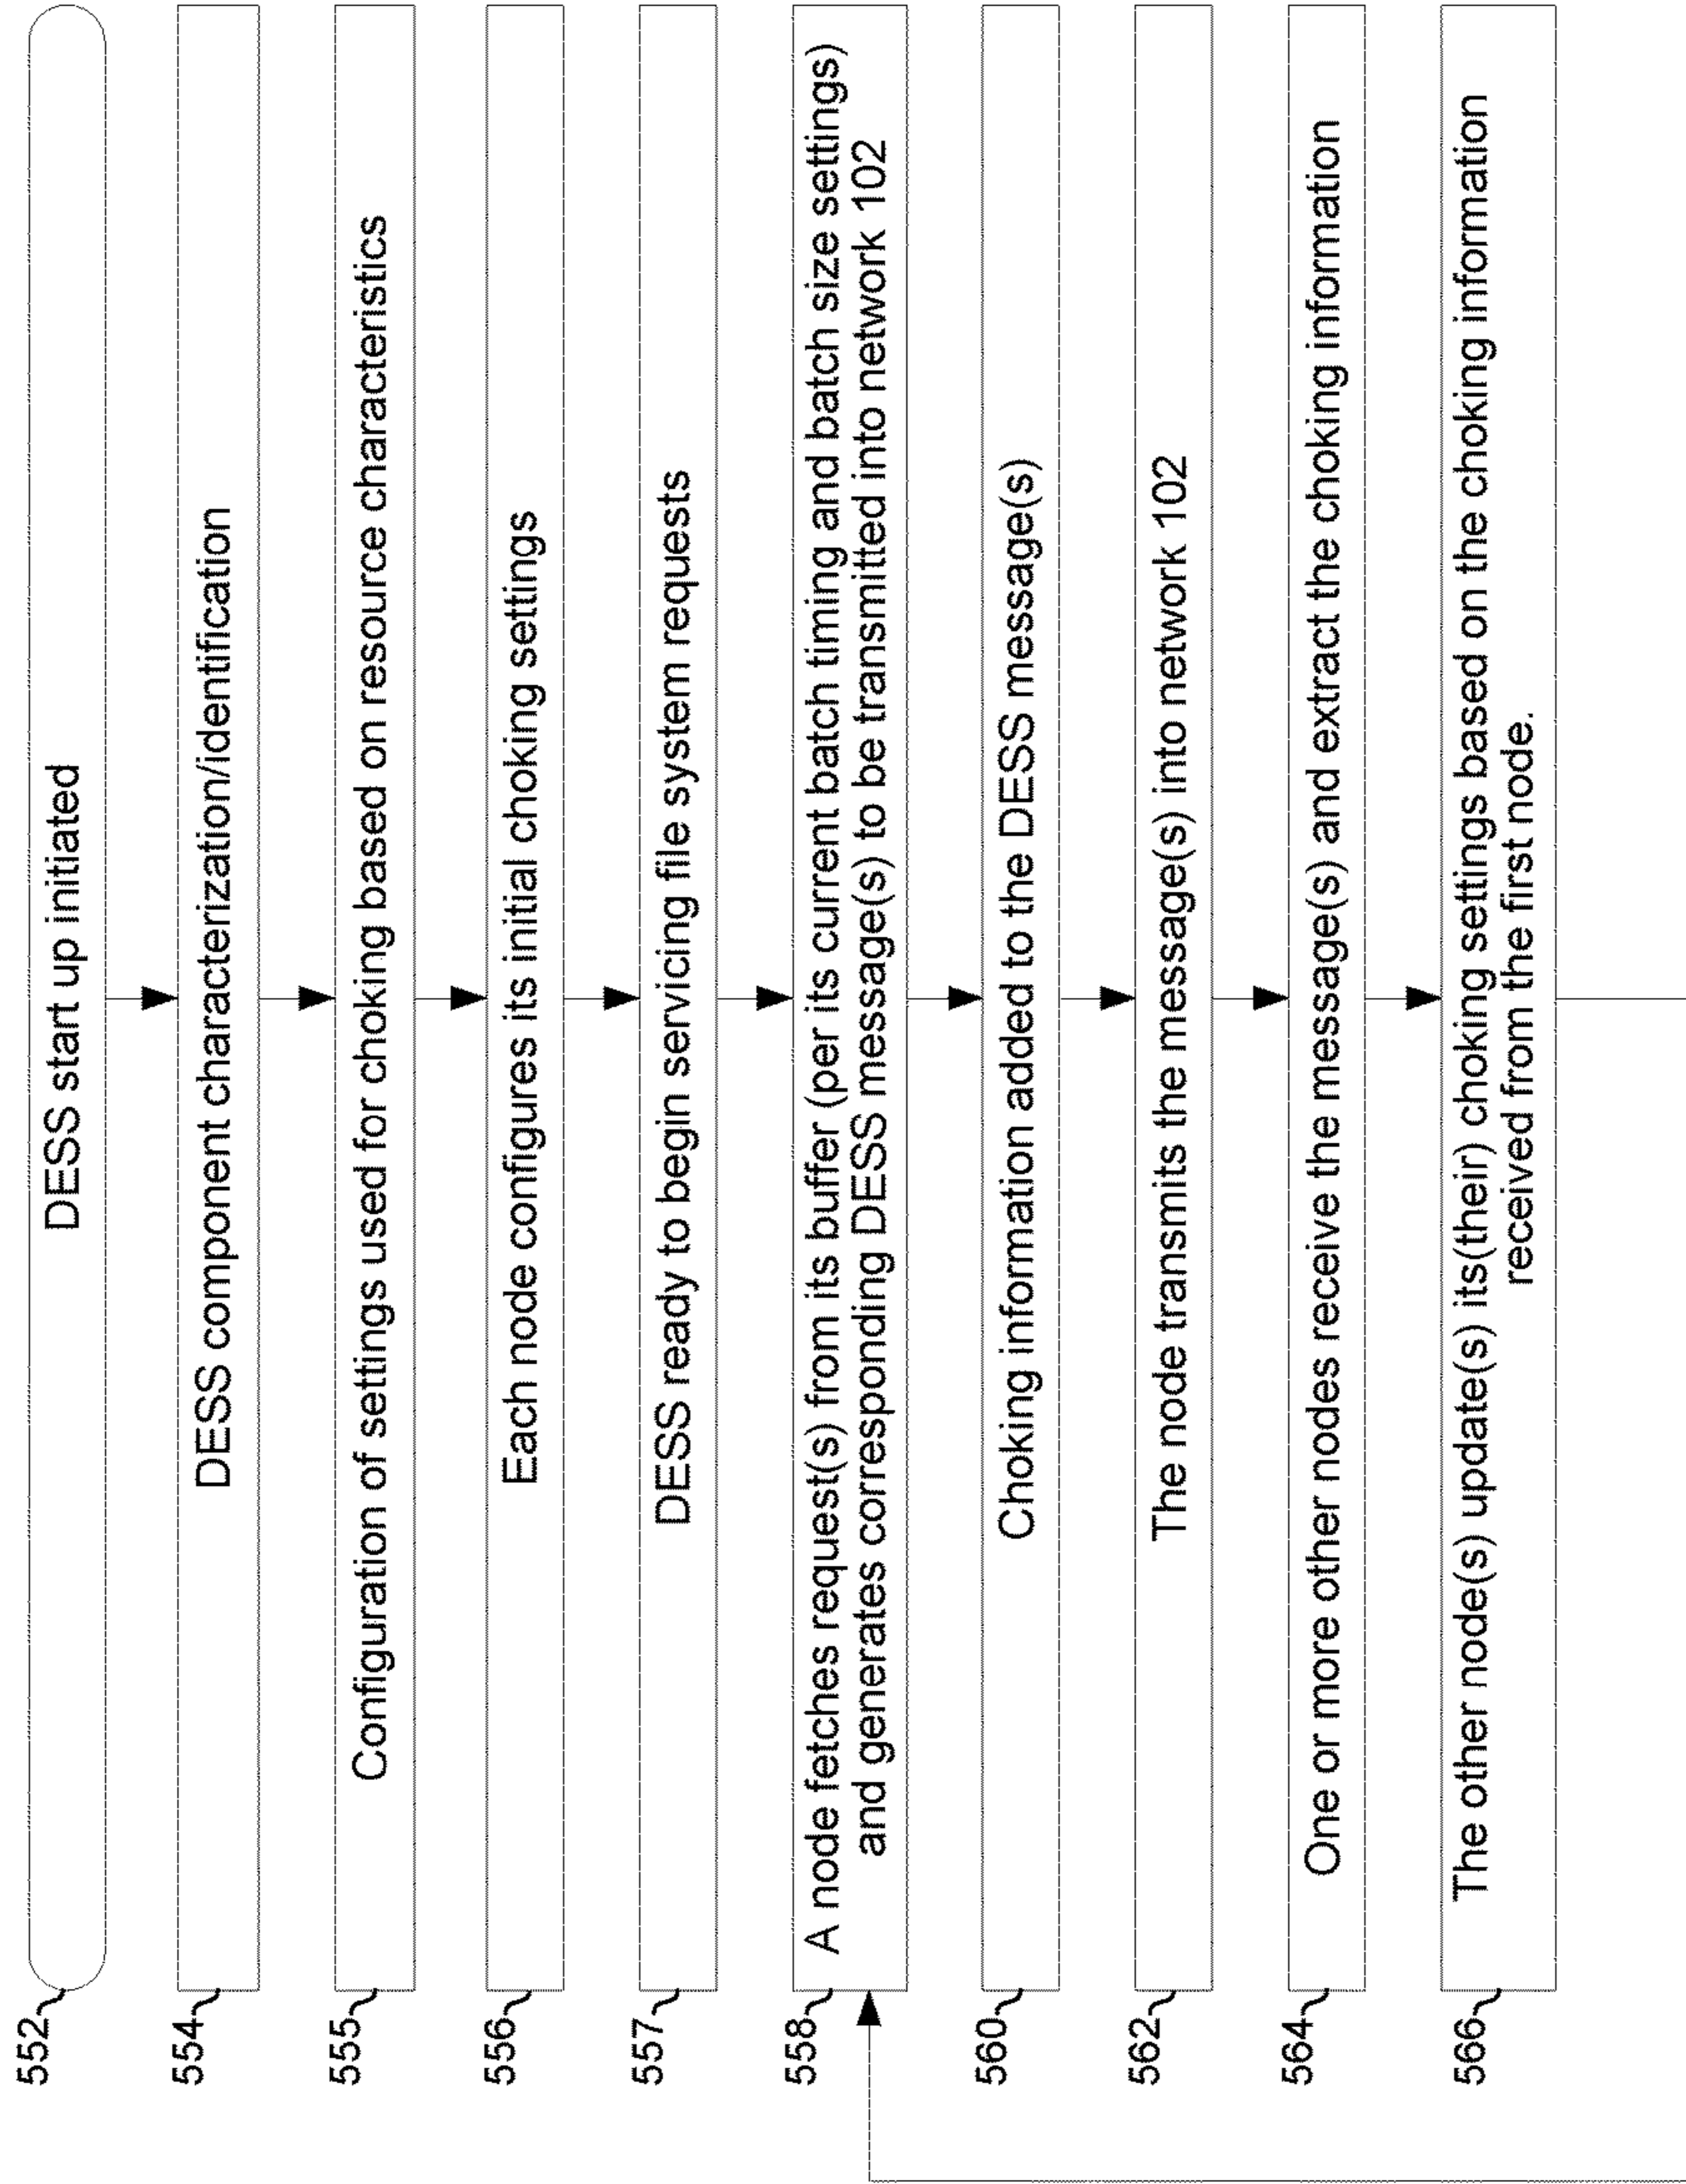 552
DESS start up initiated
554
DESS component characterization/identification
555
Configuration of settings used for choking based on resource characteristics
556
Each node configures its initial choking settings
557
DESS ready to begin servicing file system requests
558
A node fetches request(s) from its buffer (per its current batch timing and batch size settings)
and generates corresponding DESS message(s) to be transmitted into network 102
560
Choking information added to the DESS message(s)
562
The node transmits the message(s) into network 102
564
One or more other nodes receive the message(s) and extract the choking information
566
The other node(s) update(s) its(their) choking settings based on the choking information
received from the first node.